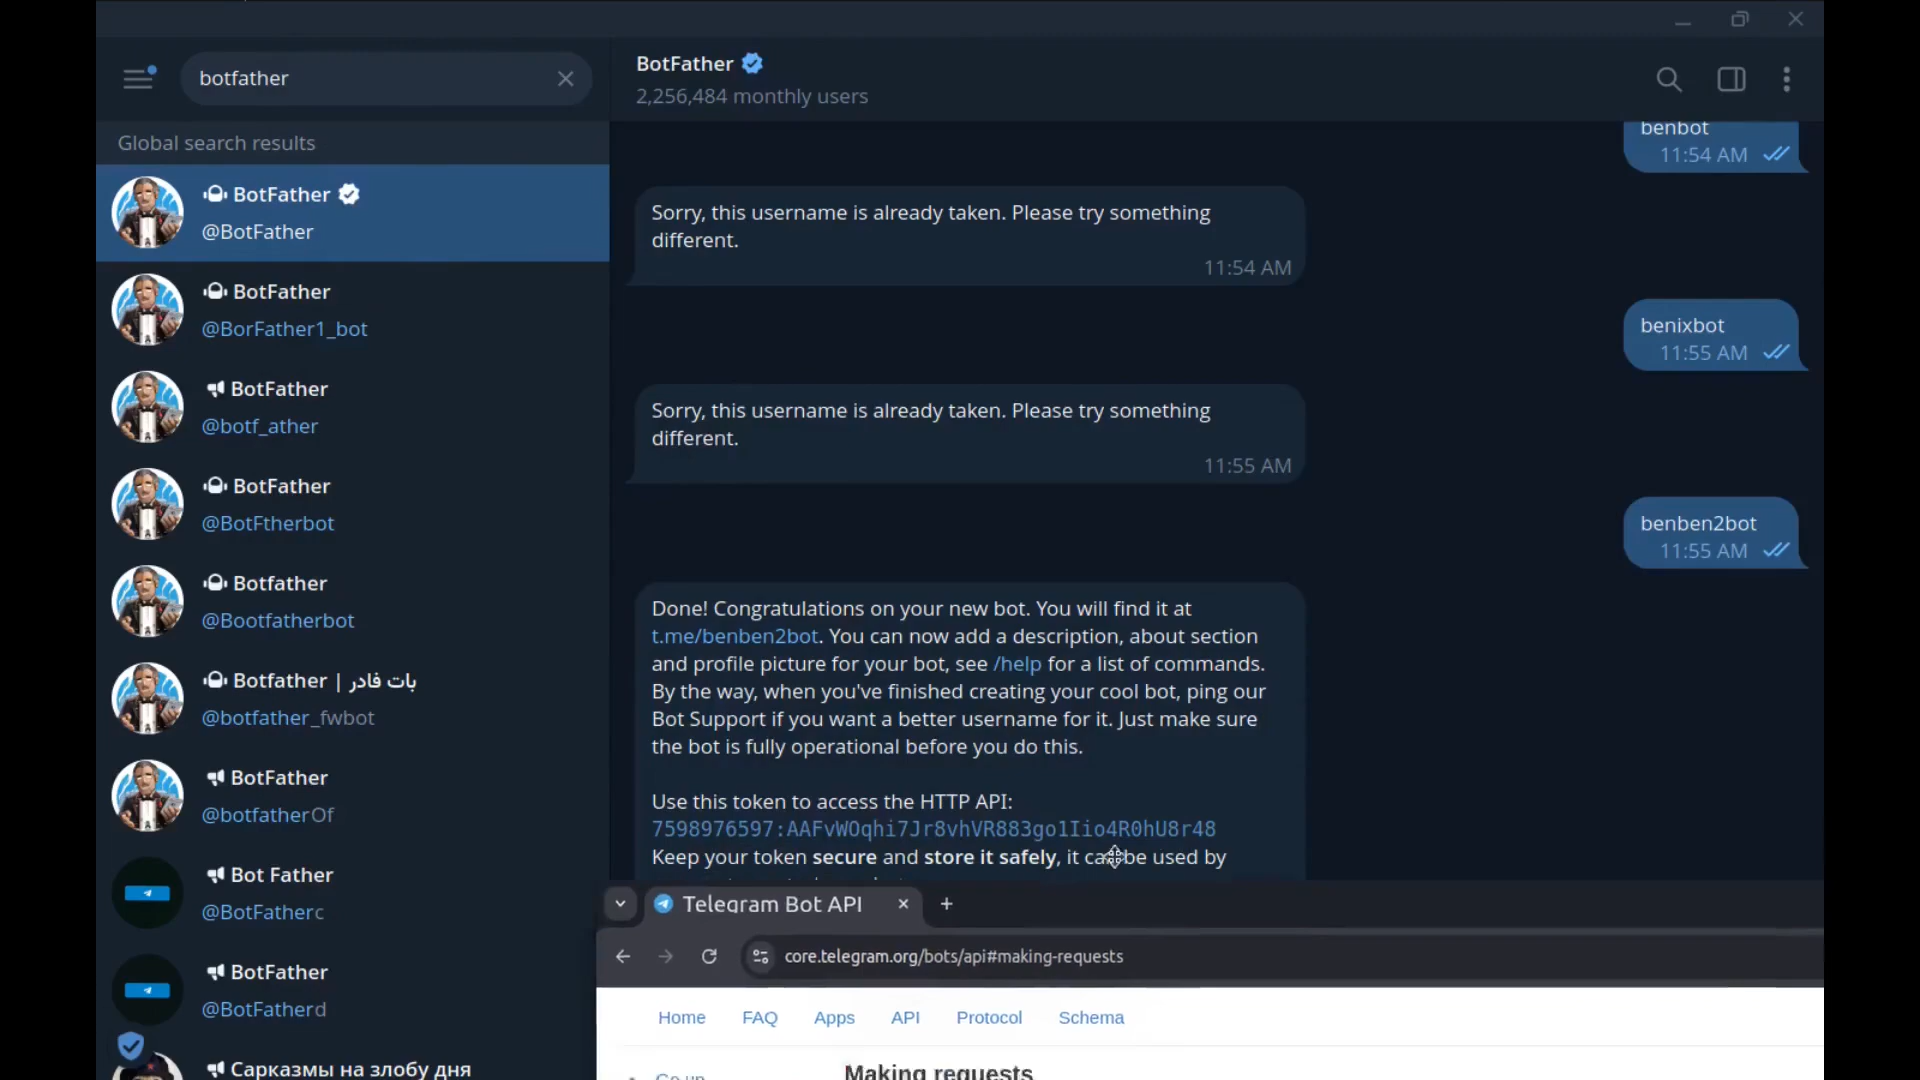 botfather
Global search results
BotFather
@BotFather
BotFather
@BorFather1_bot
BotFather
@botf_ather
BotFather
@BotFtherbot
Botfather
@Bootfatherbot
Botfather | بات فادر
@botfather_fwbot
BotFather
@botfatherOf
Bot Father
@BotFatherc
BotFather
@BotFatherd
Сарказмы на злобу дня
BotFather
2,256,484 monthly users
benbot
11:54 AM
Sorry, this username is already taken. Please try something
different.
11:54 AM
benixbot
11:55 AM
Sorry, this username is already taken. Please try something
different.
11:55 AM
benben2bot
11:55 AM
Done! Congratulations on your new bot. You will find it at
t.me/benben2bot. You can now add a description, about section
and profile picture for your bot, see /help for a list of commands.
By the way, when you've finished creating your cool bot, ping our
Bot Support if you want a better username for it. Just make sure
the bot is fully operational before you do this.
Use this token to access the HTTP API:
7598976597:AAFvWOqhi7Jr8vhVR883go1Iio4R0hU8r48
Keep your token secure and store it safely, it can be used by
Telegram Bot API
core.telegram.org/bots/api#making-requests
Home FAQ Apps API Protocol Schema
Go up
Making requests